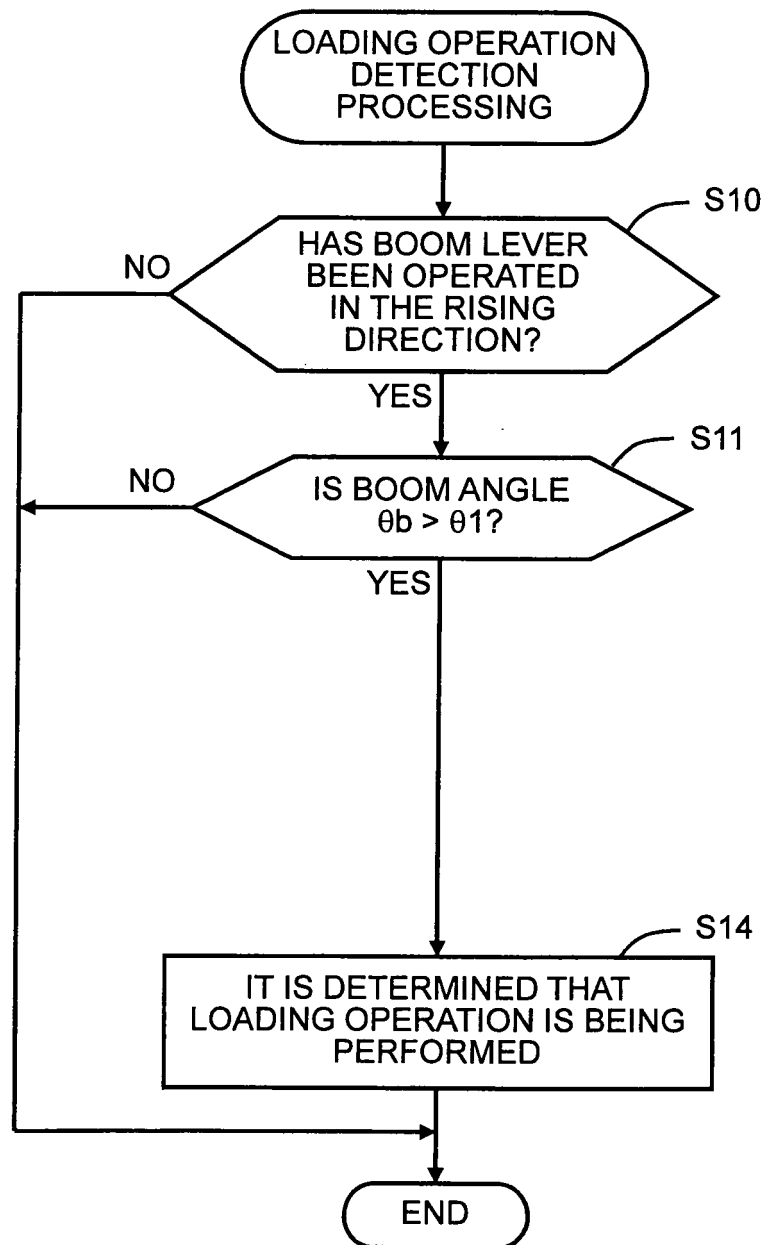 LOADING OPERATION
DETECTION
PROCESSING
S10
HAS BOOM LEVER
BEEN OPERATED
IN THE RISING
DIRECTION?
NO
YES
S11
IS BOOM ANGLE
θb > θ1?
NO
YES
S14
IT IS DETERMINED THAT
LOADING OPERATION IS BEING
PERFORMED
END